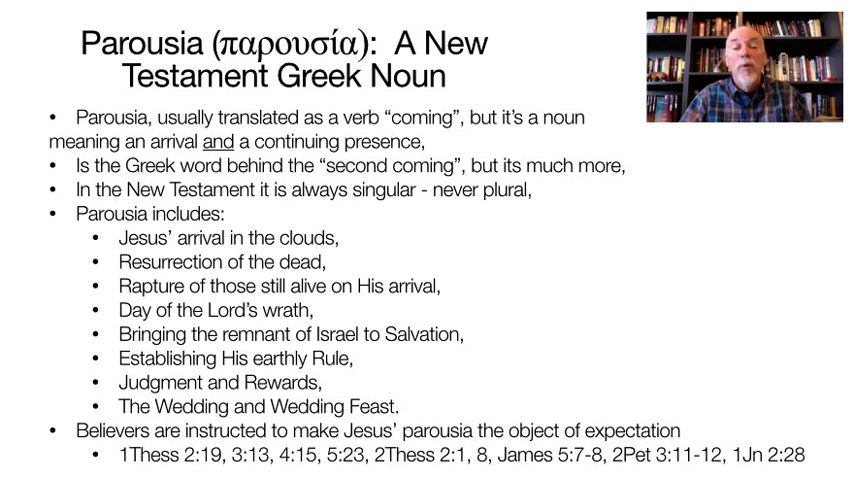 Parousia (παρουσία): A New
Testament Greek Noun
• Parousia, usually translated as a verb “coming”, but it’s a noun
meaning an arrival and a continuing presence,
• Is the Greek word behind the “second coming”, but its much more,
• In the New Testament it is always singular - never plural,
• Parousia includes:
• Jesus’ arrival in the clouds,
• Resurrection of the dead,
• Rapture of those still alive on His arrival,
• Day of the Lord’s wrath,
• Bringing the remnant of Israel to Salvation,
• Establishing His earthly Rule,
• Judgment and Rewards,
• The Wedding and Wedding Feast.
• Believers are instructed to make Jesus’ parousia the object of expectation
• 1Thess 2:19, 3:13, 4:15, 5:23, 2Thess 2:1, 8, James 5:7-8, 2Pet 3:11-12, 1Jn 2:28